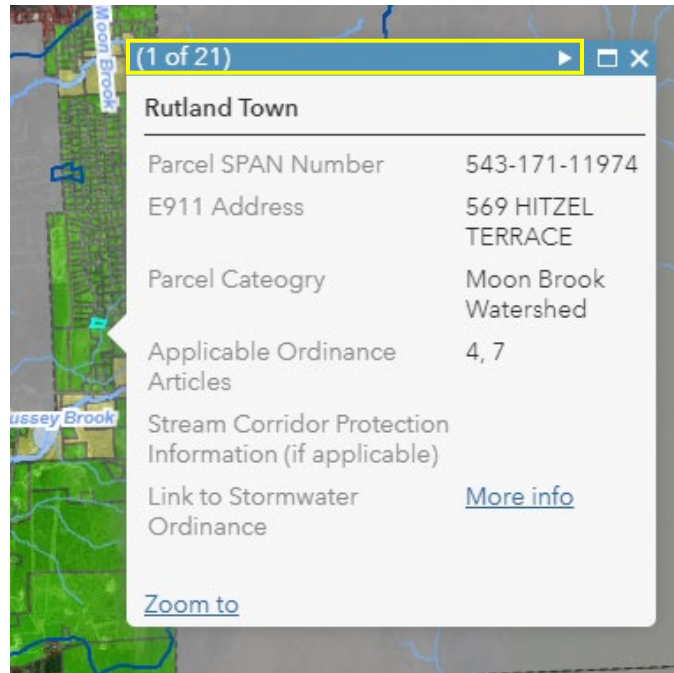 Moon Brook
(1 of 21)
Rutland Town
Parcel SPAN Number 543-171-11974
E911 Address 569 HITZEL
TERRACE
Parcel Cateogry Moon Brook
Watershed
Applicable Ordinance 4, 7
Articles
ussey Brook
Stream Corridor Protection
Information (if applicable)
Link to Stormwater More info
Ordinance
Zoom to